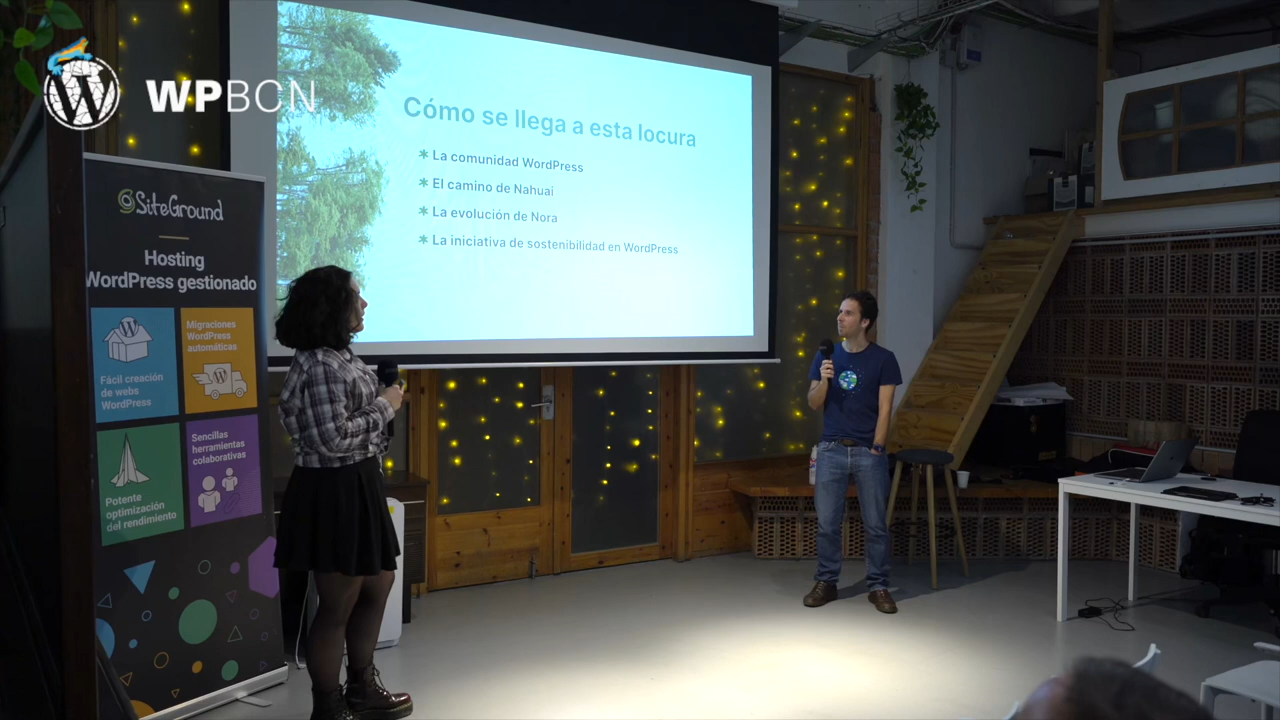 WPBCN
Cómo se llega a esta locura
* La comunidad WordPress
* El camino de Nahuai
* La evolución de Nora
* La iniciativa de sostenibilidad en WordPress
SiteGround
Hosting
WordPress gestionado
Fácil creación
de webs
WordPress
Migraciones
WordPress
automáticas
Potente
optimización
del rendimiento
Sencillas
herramientas
colaborativas